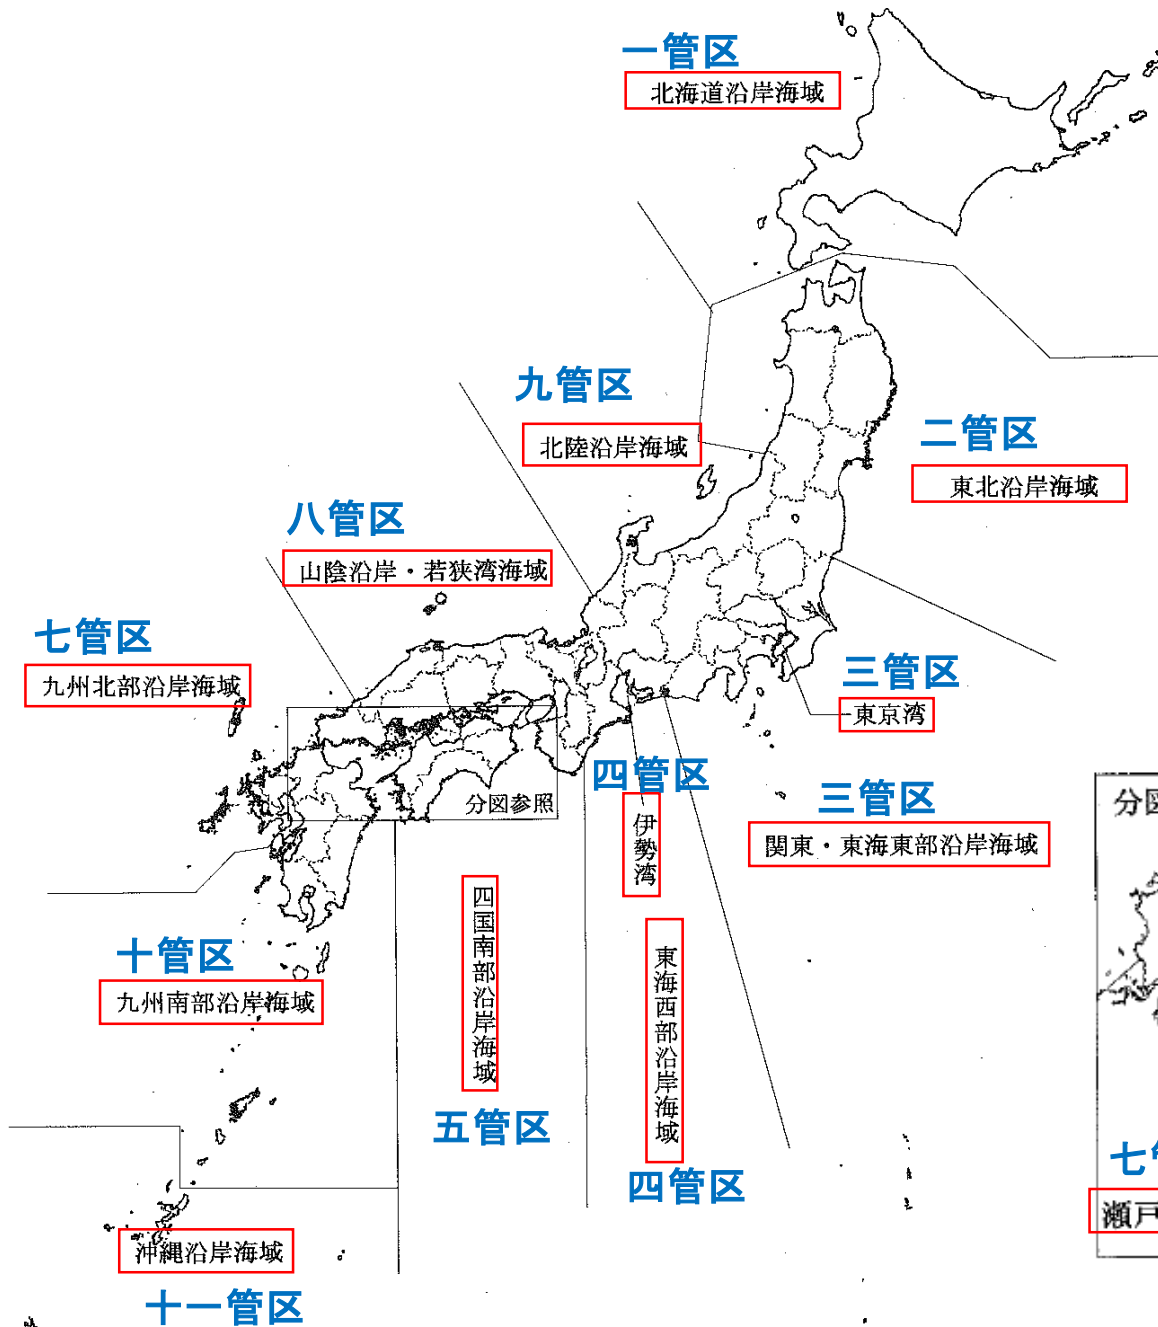 一管区
北海道沿岸海域
九管区
北陸沿岸海域
二管区
東北沿岸海域
八管区
山陰沿岸・若狭湾海域
七管区
九州北部沿岸海域
三管区
東京湾
四管区
伊勢湾
三管区
関東・東海東部沿岸海域
分図参照
四国南部沿岸海域
五管区
東海西部沿岸海域
四管区
十管区
九州南部沿岸海域
沖縄沿岸海域
十一管区
分図
七管
瀬戸